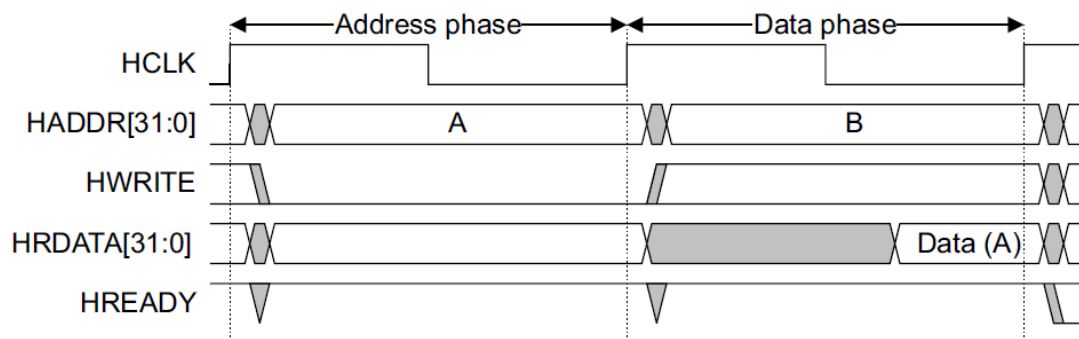 Address phase Data phase
HCLK
HADDR[31:0] A B
HWRITE
HRDATA[31:0] Data (A)
HREADY